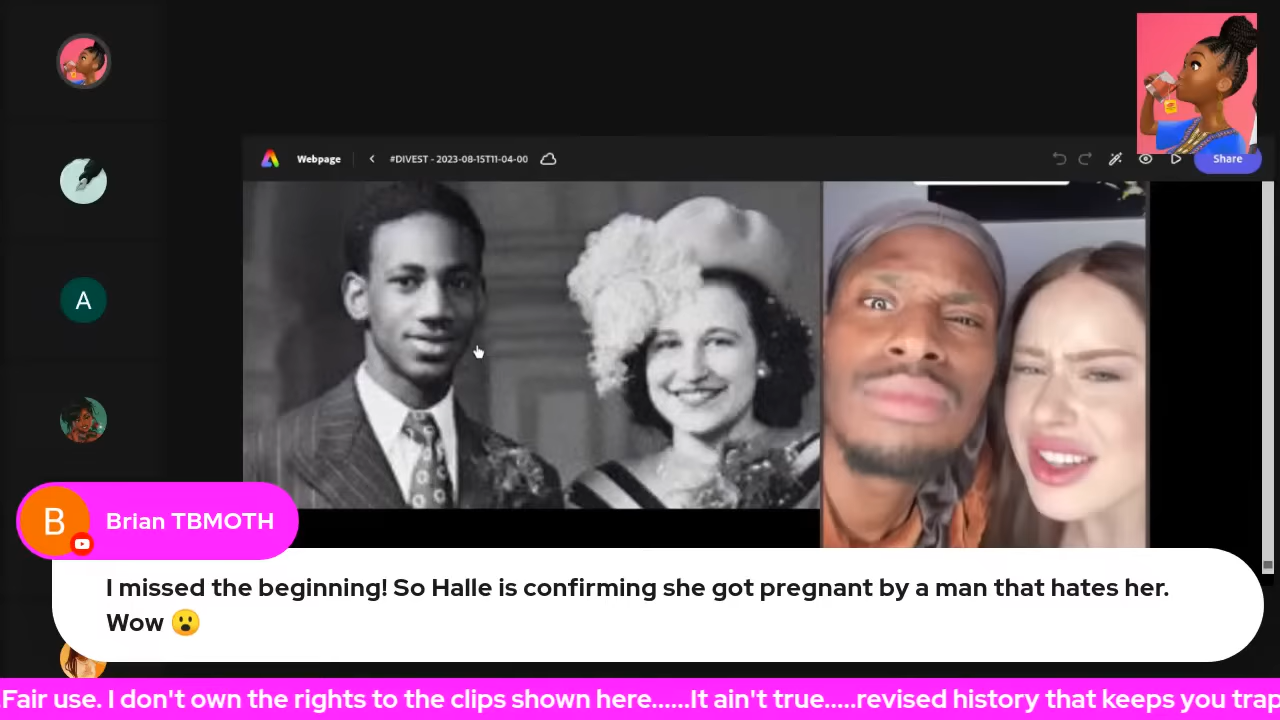 Webpage
#DIVEST - 2023-08-15T11-04-00
Share
A
B
Brian TBMOTH
I missed the beginning! So Halle is confirming she got pregnant by a man that hates her.
Wow 😮
Fair use. I don't own the rights to the clips shown here......It ain't true.....revised history that keeps you trap